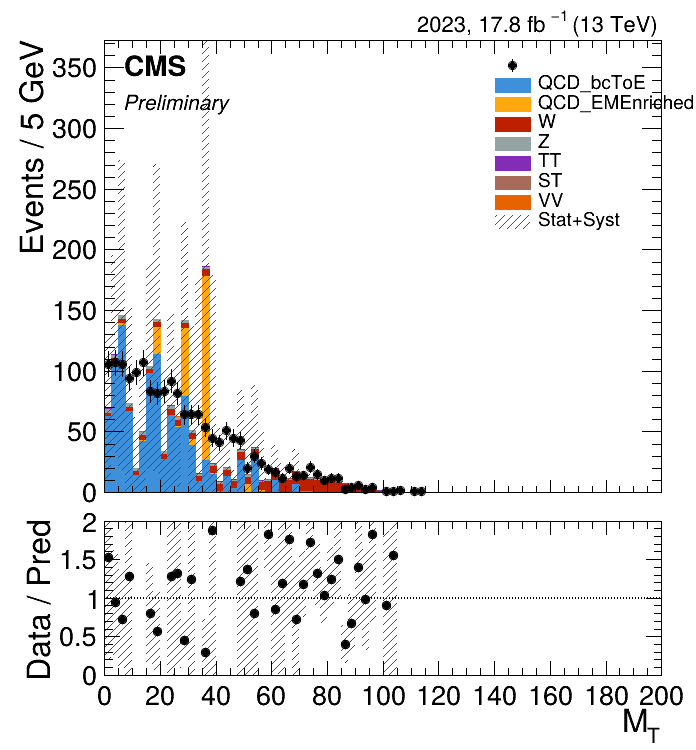 2023, 17.8 fb⁻¹ (13 TeV)
Events / 5 GeV
CMS
Preliminary
QCD_bcToE
QCD_EMEnriched
W
Z
TT
ST
VV
Stat+Syst
350
300
250
200
150
100
50
0
Data / Pred
2
1.5
1
0.5
0
0 20 40 60 80 100 120 140 160 180 200
M_T